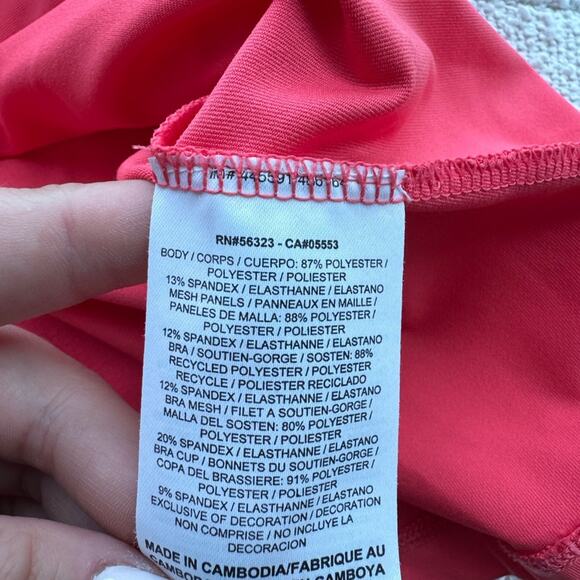 RN#56323 - CA#05553
BODY / CORPS / CUERPO: 87% POLYESTER /
POLYESTER / POLIESTER
13% SPANDEX / ELASTHANNE / ELASTANO
MESH PANELS / PANNEAUX EN MAILLE /
PANELES DE MALLA: 88% POLYESTER /
POLYESTER / POLIESTER
12% SPANDEX / ELASTHANNE / ELASTANO
BRA / SOUTIEN-GORGE / SOSTEN: 88%
RECYCLED POLYESTER / POLYESTER
RECYCLE / POLIESTER RECICLADO
12% SPANDEX / ELASTHANNE / ELASTANO
BRA MESH / FILET A SOUTIEN-GORGE /
MALLA DEL SOSTEN: 80% POLYESTER /
POLYESTER / POLIESTER
20% SPANDEX / ELASTHANNE / ELASTANO
BRA CUP / BONNETS DU SOUTIEN-GORGE /
COPA DEL BRASSIERE: 91% POLYESTER /
POLYESTER / POLIESTER
9% SPANDEX / ELASTHANNE / ELASTANO
EXCLUSIVE OF DECORATION / DECORATION
NON COMPRISE / NO INCLUYE LA
DECORACION
MADE IN CAMBODIA/FABRIQUE AU